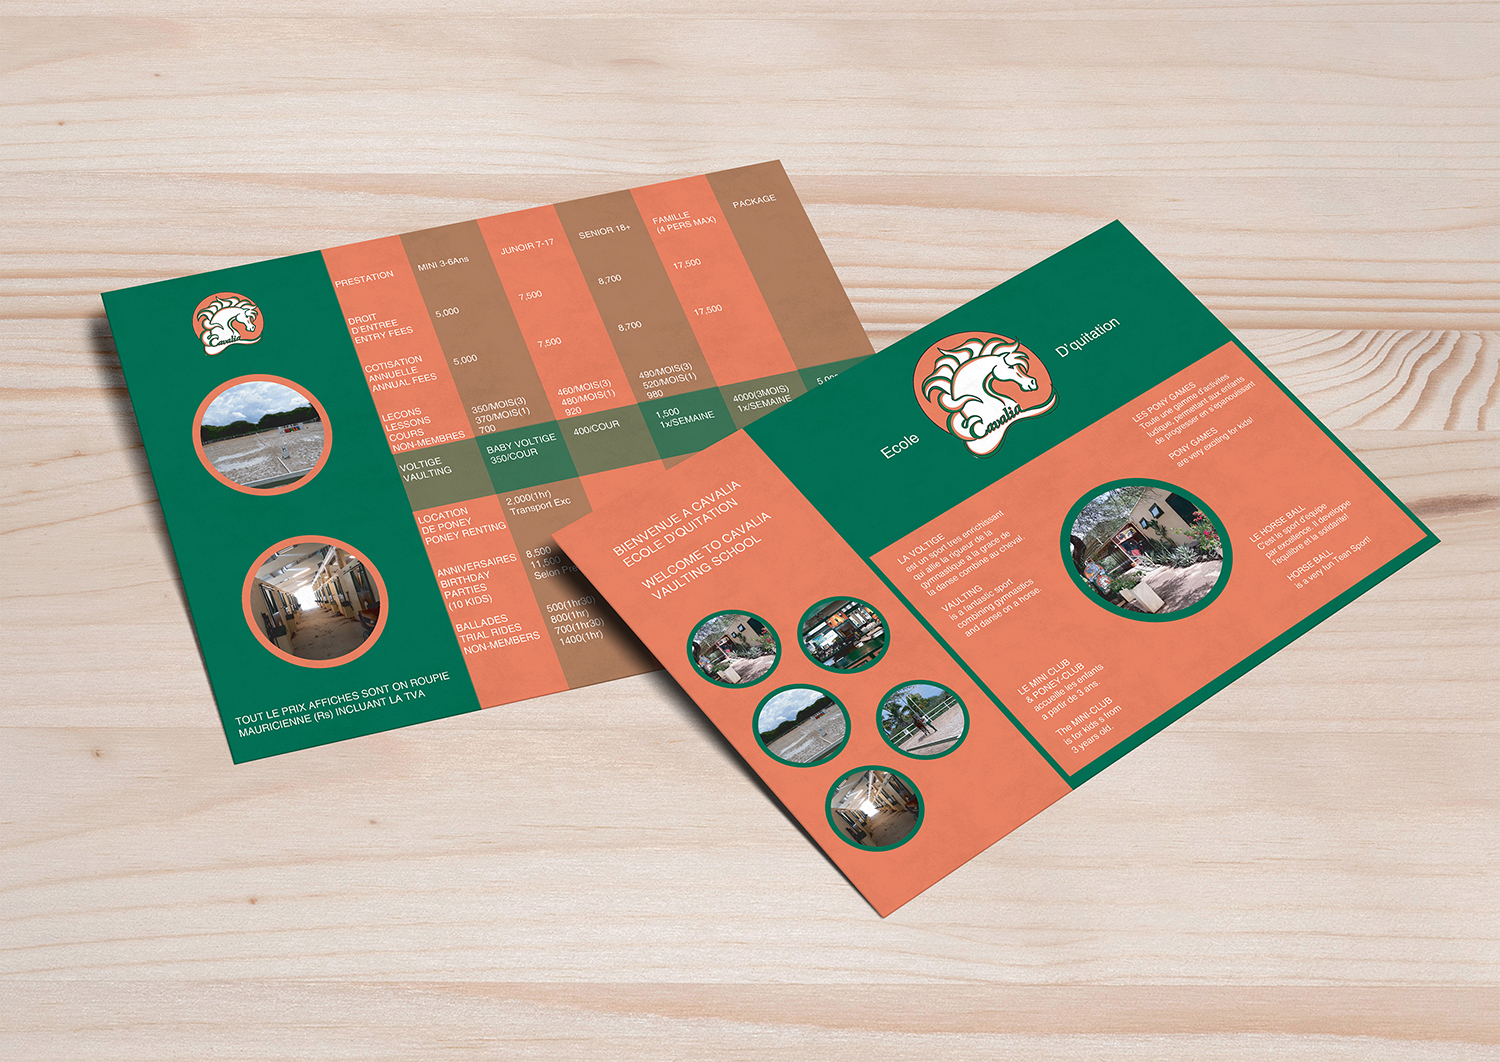 Cavalia
PRESTATION
MINI 3-6Ans
JUNOIR 7-17
SENIOR 18+
FAMILLE
(4 PERS MAX)
PACKAGE
DROIT
D'ENTREE
ENTRY FEES
5,000
7,500
8,700
17,500
COTISATION
ANNUELLE
ANNUAL FEES
5,000
7,500
8,700
17,500
LECONS
LESSONS
COURS
NON-MEMBRES
350/MOIS(3)
370/MOIS(1)
700
460/MOIS(3)
480/MOIS(1)
920
490/MOIS(3)
520/MOIS(1)
980
VOLTIGE
VAULTING
BABY VOLTIGE
350/COUR
400/COUR
1,500
1x/SEMAINE
4000(3MOIS)
1x/SEMAINE
LOCATION
DE PONEY
PONEY RENTING
2,000(1hr)
Transport Exc
ANNIVERSAIRES
BIRTHDAY
PARTIES
(10 KIDS)
8,500
11,500
Selon
BALLADES
TRIAL RIDES
NON-MEMBERS
500(1hr30)
800(1hr)
700(1hr30)
1400(1hr)
TOUT LE PRIX AFFICHES SONT ON ROUPIE
MAURICIENNE (Rs) INCLUANT LA TVA
Ecole
Cavalia
D'quitation
BIENVENUE A CAVALIA
ECOLE D'QUITATION
WELCOME TO CAVALIA
VAULTING SCHOOL
LA VOLTIGE
est un sport tres enrichissant
qui allie la rigueur de la
gymnastique a la grace de
la danse combine du cheval.
VAULTING
is a fantastic sport
combining gymnastics
and danse on a horse.
LES PONY GAMES
Toute une gamme d'activites
ludique, permettant aux enfants
de progresser en s'epanouissant
PONY GAMES
are very exciting for kids!
LE HORSE BALL
C'est le sport d'equipe
par excellence. Il developpe
l'equilibre et la solidarite!
HORSE BALL
is a very fun Team Sport!
LE MINI CLUB
& PONEY-CLUB
accueille les enfants
a partir de 3 ans.
The MINI-CLUB
is for kids s from
3 years old.